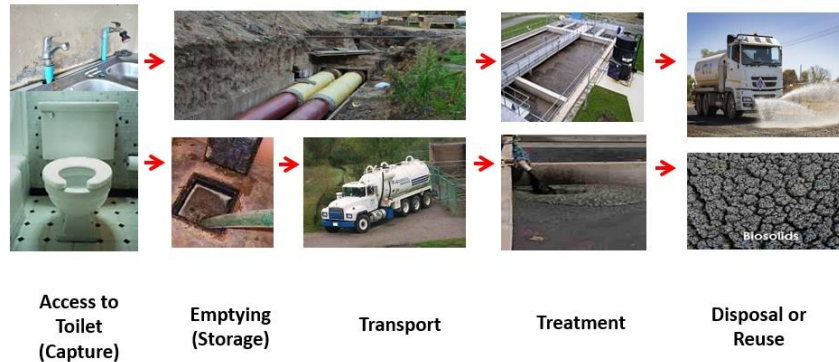 Biosolids
Access to
Toilet
(Capture)
Emptying
(Storage)
Transport
Treatment
Disposal or
Reuse